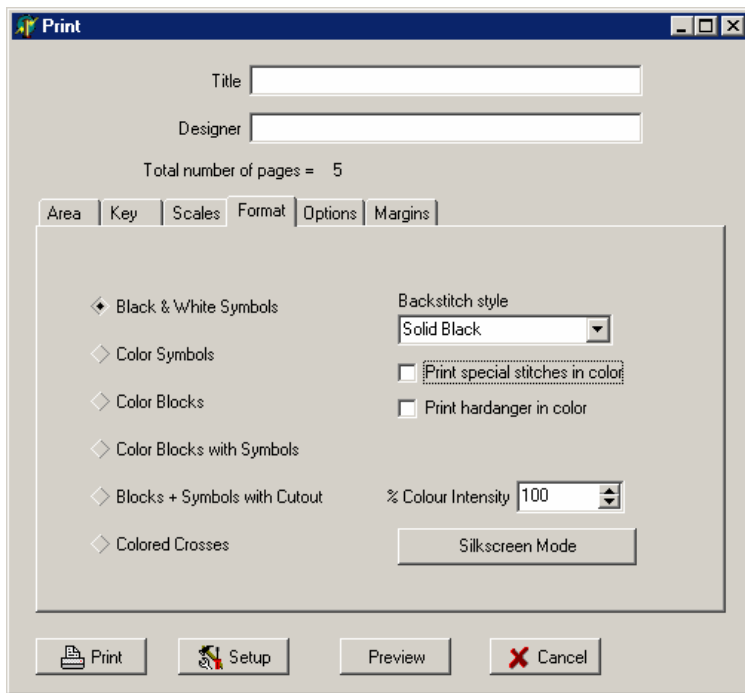 Print
Title
Designer
Total number of pages = 5
Area Key Scales Format Options Margins
Black & White Symbols
Color Symbols
Color Blocks
Color Blocks with Symbols
Blocks + Symbols with Cutout
Colored Crosses
Backstitch style
Solid Black
Print special stitches in color
Print hardanger in color
% Colour Intensity 100
Silkscreen Mode
Print Setup Preview Cancel